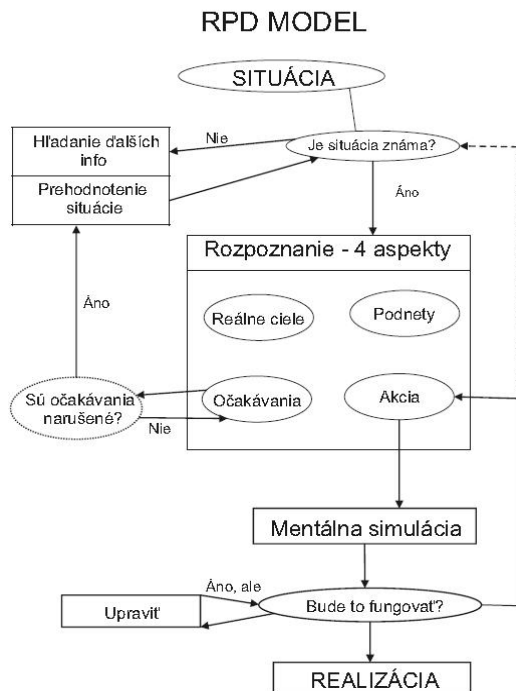 RPD MODEL
SITUÁCIA
Nie
Hľadanie ďalších
info
Je situácia známa?
Prehodnotenie
situácie
Áno
Rozpoznanie - 4 aspekty
Áno
Reálne ciele
Podnety
Sú očakávania
narušené?
Očakávania
Akcia
Nie
Mentálna simulácia
Áno, ale
Upraviť
Bude to fungovať?
REALIZÁCIA